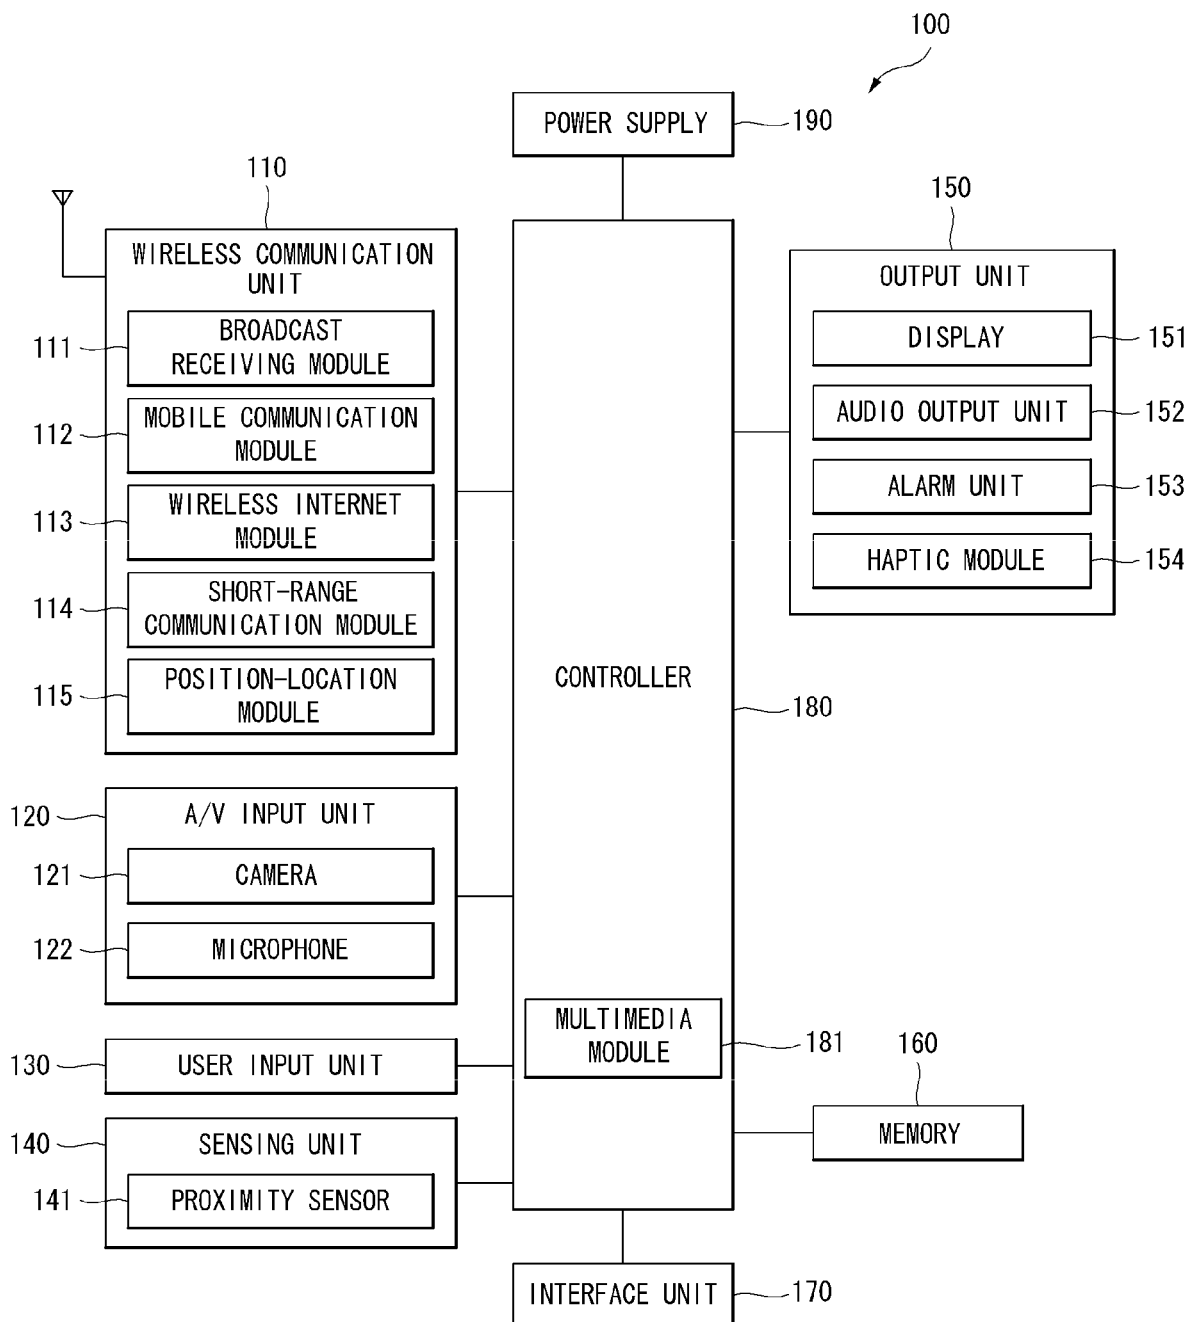 100
POWER SUPPLY
190
110
WIRELESS COMMUNICATION
UNIT
111
BROADCAST
RECEIVING MODULE
112
MOBILE COMMUNICATION
MODULE
113
WIRELESS INTERNET
MODULE
114
SHORT-RANGE
COMMUNICATION MODULE
115
POSITION-LOCATION
MODULE
120
A/V INPUT UNIT
121
CAMERA
122
MICROPHONE
130
USER INPUT UNIT
140
SENSING UNIT
141
PROXIMITY SENSOR
CONTROLLER
180
MULTIMEDIA
MODULE
181
150
OUTPUT UNIT
DISPLAY
151
AUDIO OUTPUT UNIT
152
ALARM UNIT
153
HAPTIC MODULE
154
160
MEMORY
INTERFACE UNIT
170